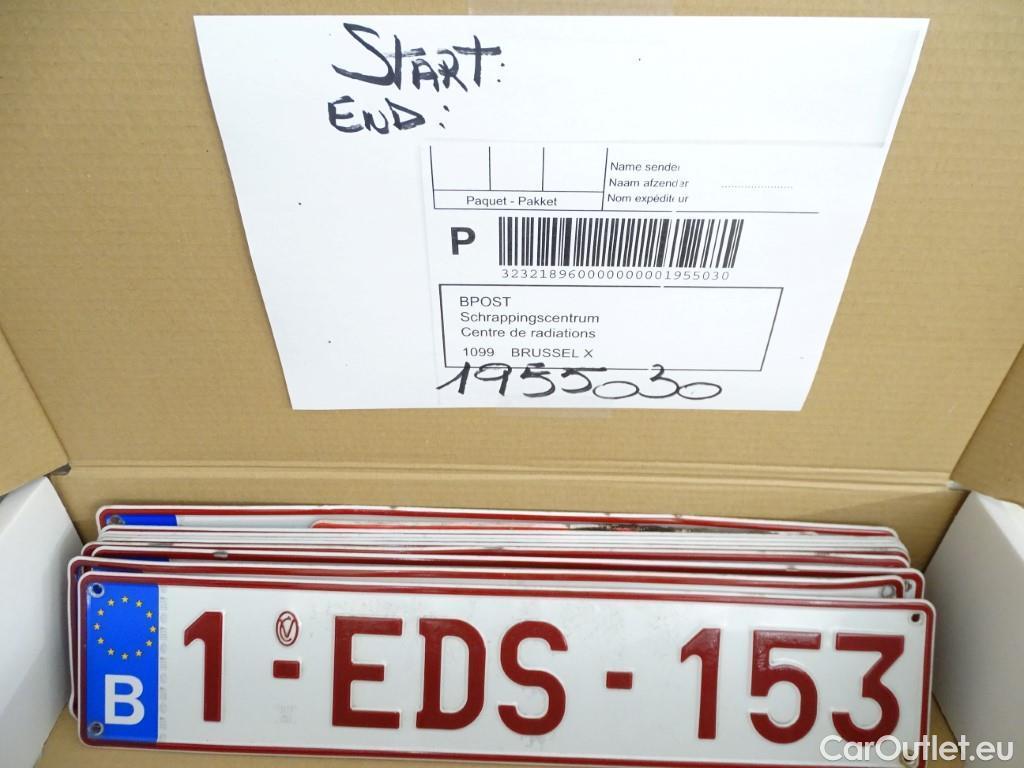 START:
END:
Name sender
Naam afzender ......................
Nom expéditeur
Paquet - Pakket
P
323218960000000001955030
BPOST
Schrappingscentrum
Centre de radiations
1099 BRUSSEL X
1955030
B 1-EDS-153
CarOutlet.eu